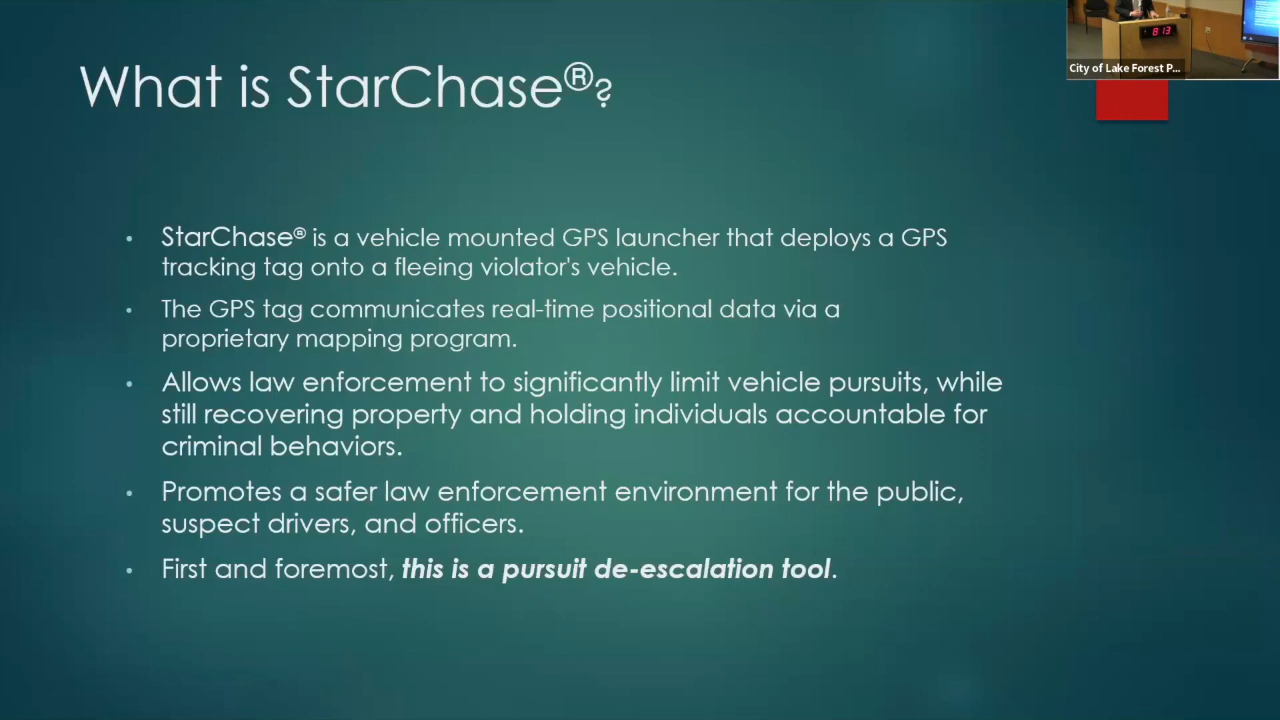 What is StarChase®?
813
City of Lake Forest P...
• StarChase® is a vehicle mounted GPS launcher that deploys a GPS
tracking tag onto a fleeing violator's vehicle.
• The GPS tag communicates real-time positional data via a
proprietary mapping program.
• Allows law enforcement to significantly limit vehicle pursuits, while
still recovering property and holding individuals accountable for
criminal behaviors.
• Promotes a safer law enforcement environment for the public,
suspect drivers, and officers.
• First and foremost, this is a pursuit de-escalation tool.